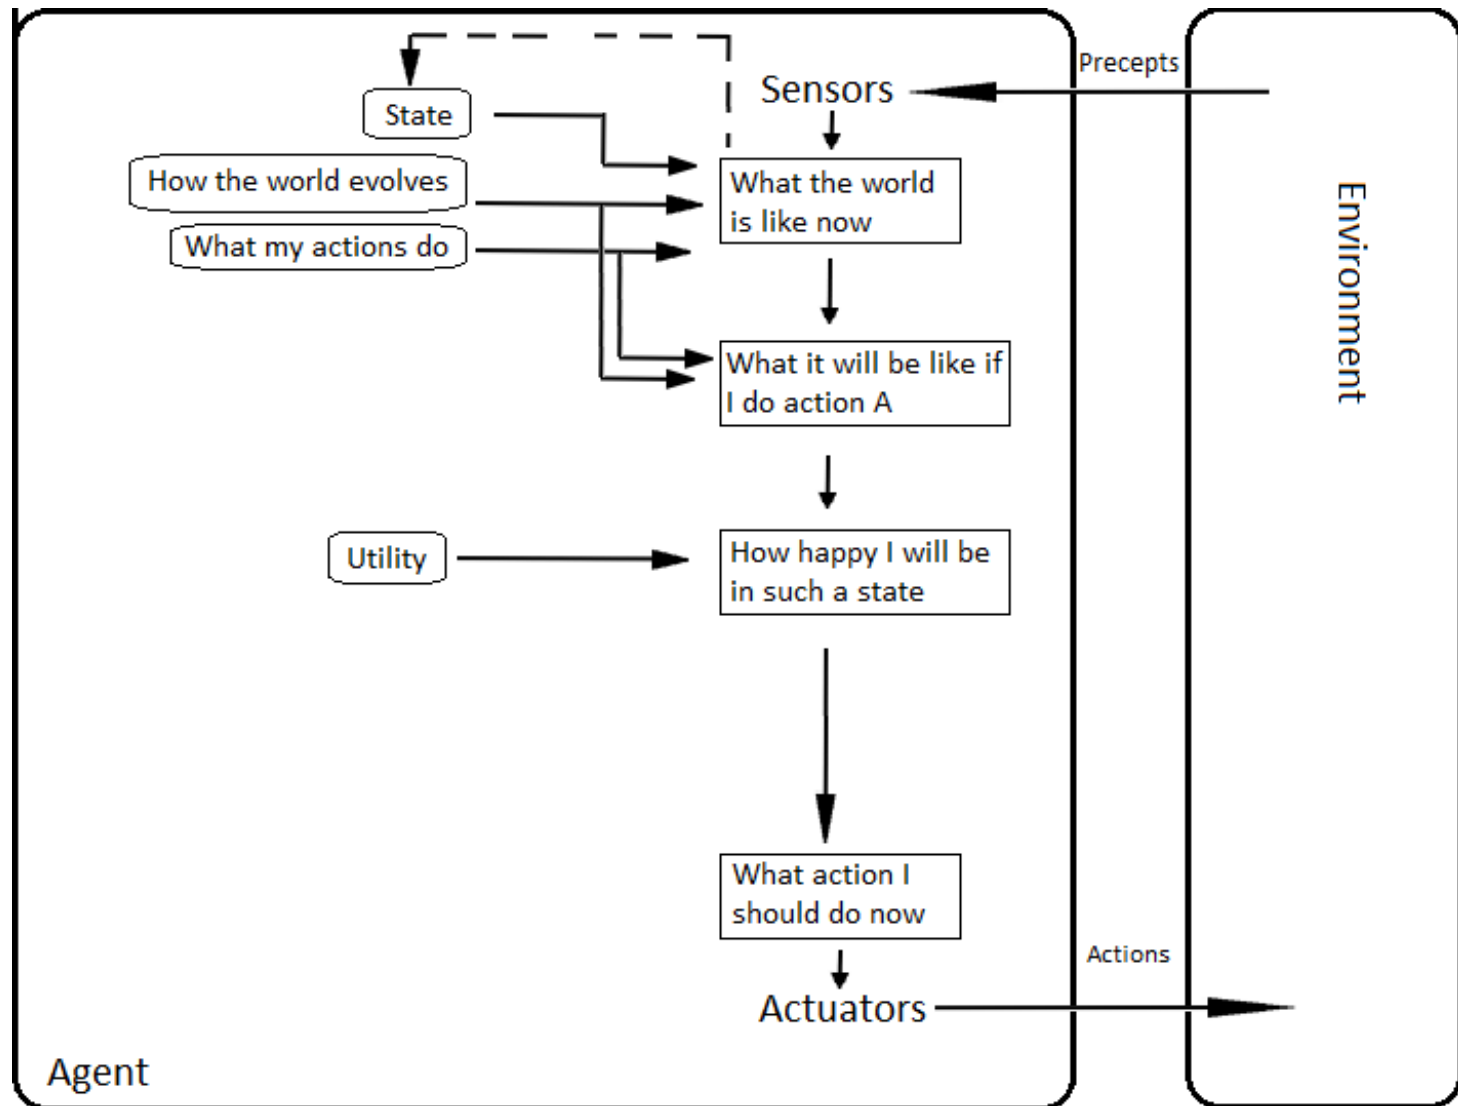 Precepts
Sensors
State
How the world evolves
What the world
is like now
What my actions do
Environment
What it will be like if
I do action A
How happy I will be
in such a state
Utility
What action I
should do now
Actions
Actuators
Agent